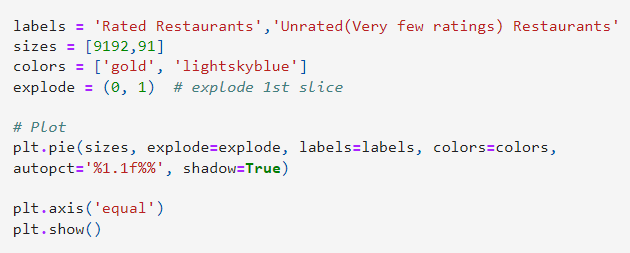 labels = 'Rated Restaurants','Unrated(Very few ratings) Restaurants'
sizes = [9192,91]
colors = ['gold', 'lightskyblue']
explode = (0, 1)  # explode 1st slice

# Plot
plt.pie(sizes, explode=explode, labels=labels, colors=colors,
autopct='%1.1f%%', shadow=True)

plt.axis('equal')
plt.show()